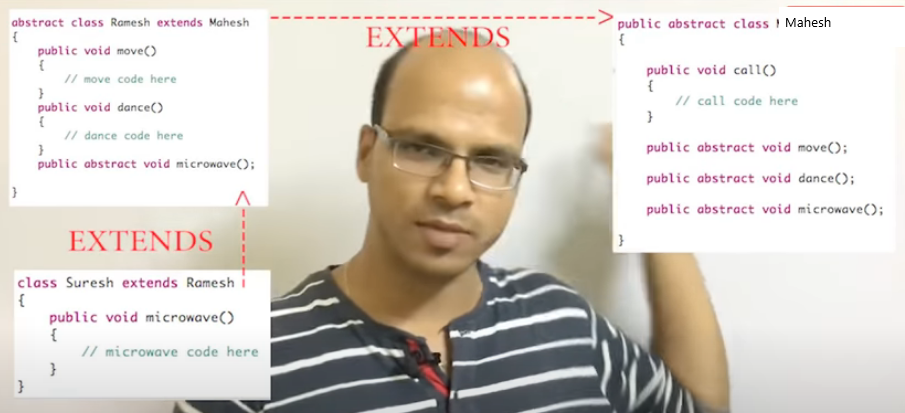 abstract class Ramesh extends Mahesh
{
public void move()
{
// move code here
}
public void dance()
{
// dance code here
}
public abstract void microwave();
}
EXTENDS
public abstract class Mahesh
{
public void call()
{
// call code here
}
public abstract void move();
public abstract void dance();
public abstract void microwave();
}
EXTENDS
class Suresh extends Ramesh
{
public void microwave()
{
// microwave code here
}
}